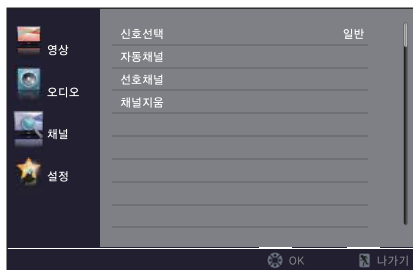 영상
오디오
채널
설정
신호선택 일반
자동채널
선호채널
채널지움
OK 나가기